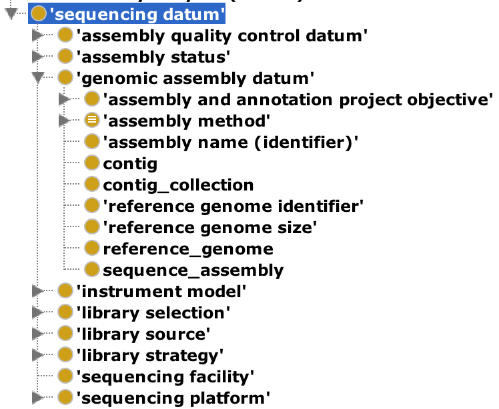 'sequencing datum'
'assembly quality control datum'
'assembly status'
'genomic assembly datum'
'assembly and annotation project objective'
'assembly method'
'assembly name (identifier)'
contig
contig_collection
'reference genome identifier'
'reference genome size'
reference_genome
sequence_assembly
'instrument model'
'library selection'
'library source'
'library strategy'
'sequencing facility'
'sequencing platform'